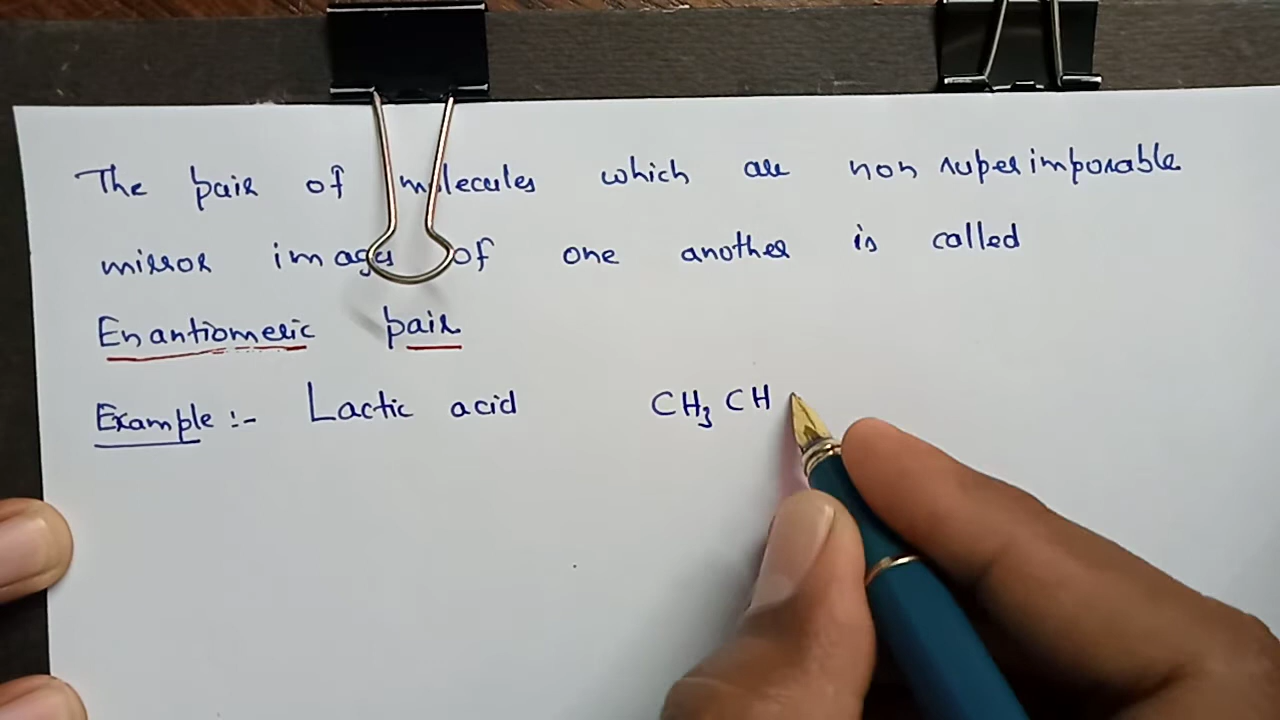 The pair of molecules which are non superimposable
mirror images of one another is called
Enantiomeric pair
Example :- Lactic acid CH₃ CH